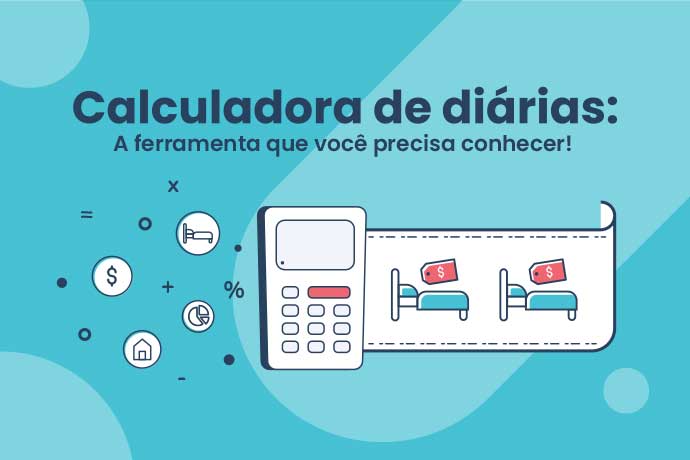 Calculadora de diárias:
A ferramenta que você precisa conhecer!
x
=
$
+
%
-
$
$